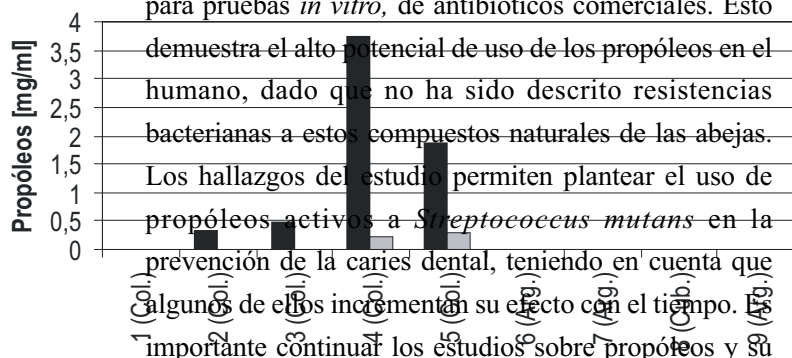 para pruebas in vitro, de antibióticos comerciales. Esto
demuestra el alto potencial de uso de los propóleos en el
humano, dado que no ha sido descrito resistencias
bacterianas a estos compuestos naturales de las abejas.
Los hallazgos del estudio permiten plantear el uso de
propóleos activos a Streptococcus mutans en la
prevención de la caries dental, teniendo en cuenta que
algunos de ellos incrementan su efecto con el tiempo. Es
importante continuar los estudios sobre propóleos y su
Propóleos [mg/ml]
4
3,5
3
2,5
2
1,5
1
0,5
0
1 (Col.)
2 (Col.)
3 (Col.)
4 (Col.)
5 (Col.)
6 (Arg.)
7 (Arg.)
8 (Cub.)
9 (Arg.)